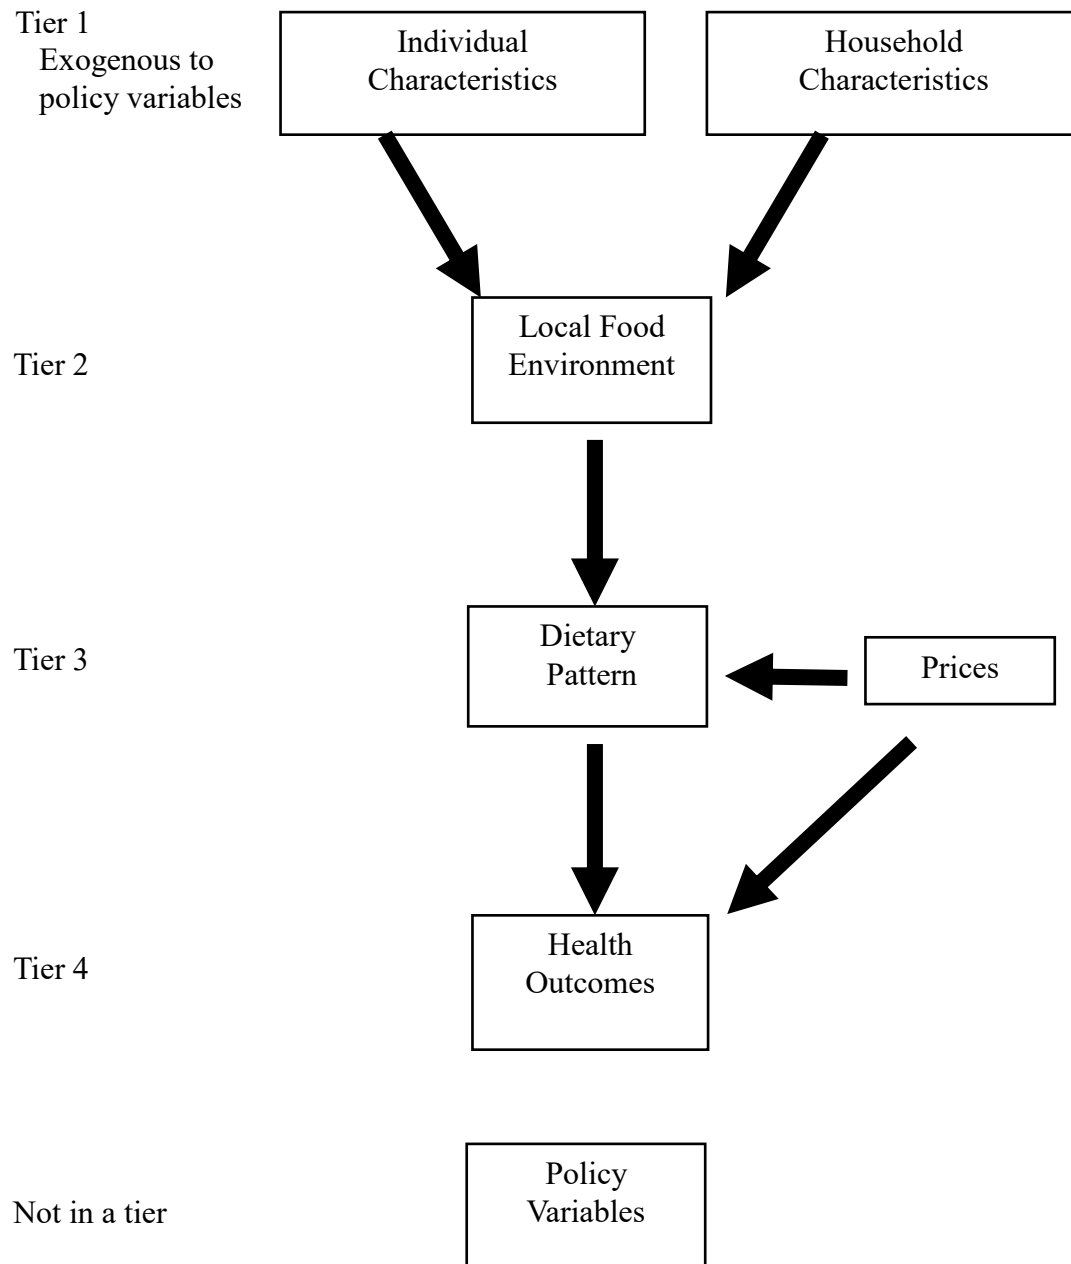 Tier 1
Exogenous to
policy variables
Individual
Characteristics
Household
Characteristics
Tier 2
Local Food
Environment
Tier 3
Dietary
Pattern
Prices
Tier 4
Health
Outcomes
Not in a tier
Policy
Variables